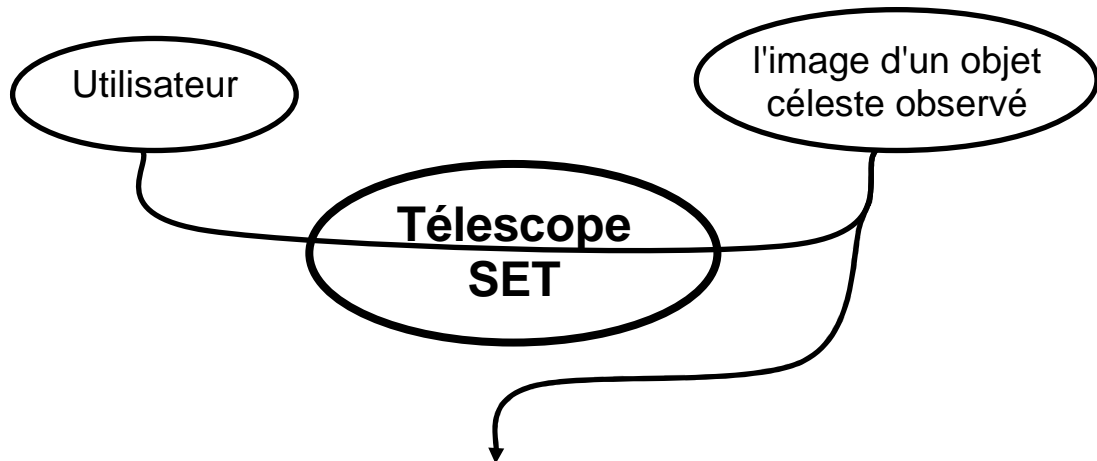 Utilisateur
l'image d'un objet
céleste observé
Télescope
SET